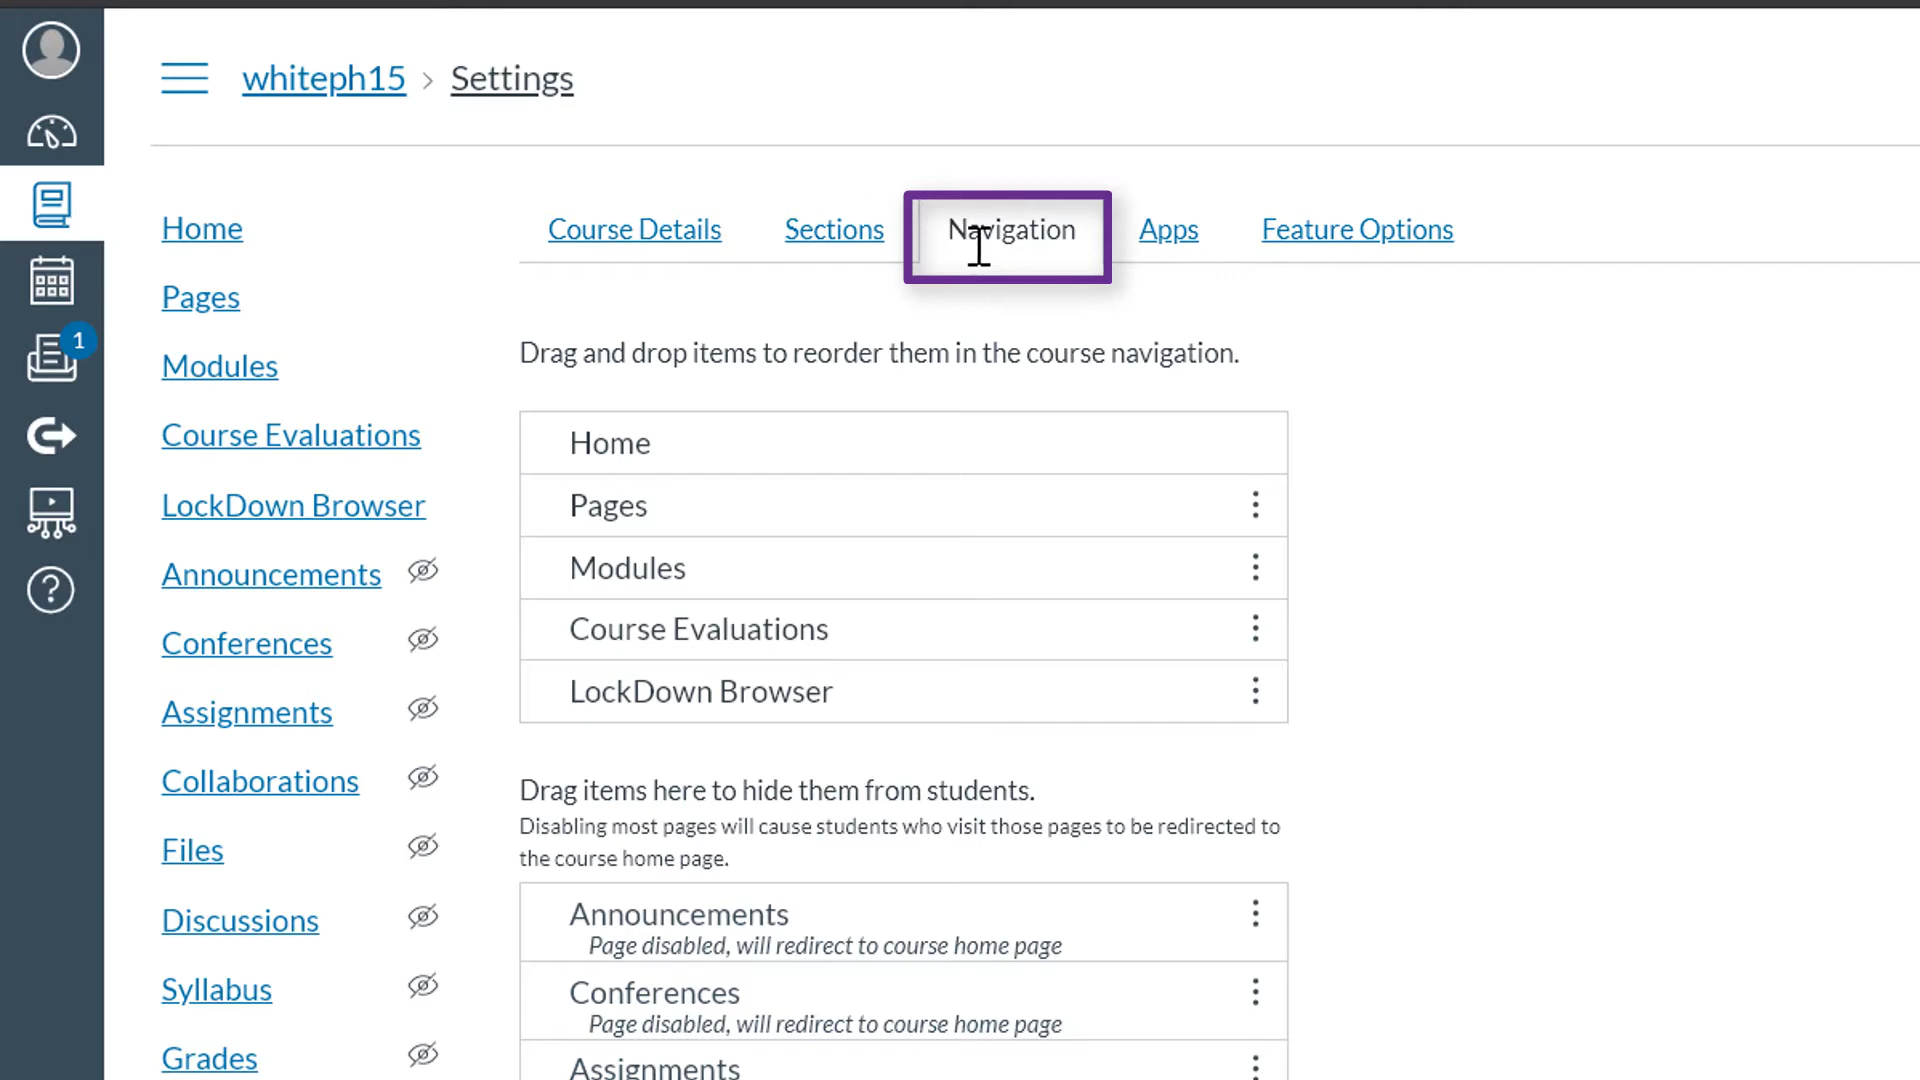 whiteph15 > Settings
1
Home
Pages
Modules
Course Evaluations
LockDown Browser
Announcements
Conferences
Assignments
Collaborations
Files
Discussions
Syllabus
Grades
Course Details Sections Navigation Apps Feature Options
Drag and drop items to reorder them in the course navigation.
Home
Pages
Modules
Course Evaluations
LockDown Browser
Drag items here to hide them from students.
Disabling most pages will cause students who visit those pages to be redirected to
the course home page.
Announcements
Page disabled, will redirect to course home page
Conferences
Page disabled, will redirect to course home page
Assignments